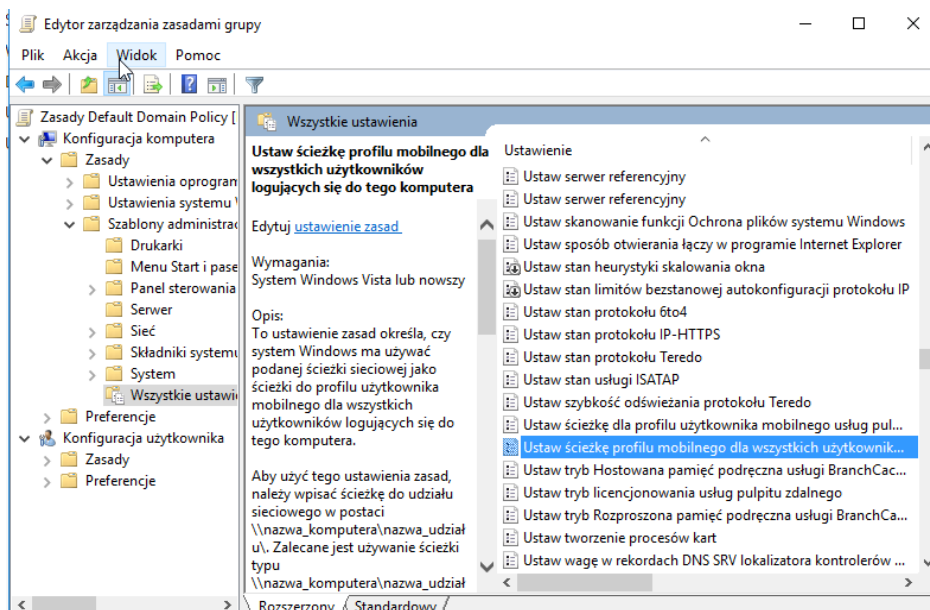 Edytor zarządzania zasadami grupy
Plik Akcja Widok Pomoc
Zasady Default Domain Policy [
Konfiguracja komputera
Zasady
Ustawienia oprogram
Ustawienia systemu
Szablony administrac
Drukarki
Menu Start i pase
Panel sterowania
Serwer
Sieć
Składniki systemu
System
Wszystkie ustawi
Preferencje
Konfiguracja użytkownika
Zasady
Preferencje
Wszystkie ustawienia
Ustaw ścieżkę profilu mobilnego dla
wszystkich użytkowników
logujących się do tego komputera
Edytuj ustawienie zasad
Wymagania:
System Windows Vista lub nowszy
Opis:
To ustawienie zasad określa, czy
system Windows ma używać
podanej ścieżki sieciowej jako
ścieżki do profilu użytkownika
mobilnego dla wszystkich
użytkowników logujących się do
tego komputera.
Aby użyć tego ustawienia zasad,
należy wpisać ścieżkę do udziału
sieciowego w postaci
\\nazwa_komputera\nazwa_udział
u\. Zalecane jest używanie ścieżki
typu
\\nazwa_komputera\nazwa_udział
Ustawienie
Ustaw serwer referencyjny
Ustaw serwer referencyjny
Ustaw skanowanie funkcji Ochrona plików systemu Windows
Ustaw sposób otwierania łączy w programie Internet Explorer
Ustaw stan heurystyki skalowania okna
Ustaw stan limitów bezstanowej autokonfiguracji protokołu IP
Ustaw stan protokołu 6to4
Ustaw stan protokołu IP-HTTPS
Ustaw stan protokołu Teredo
Ustaw stan usługi ISATAP
Ustaw szybkość odświeżania protokołu Teredo
Ustaw ścieżkę dla profilu użytkownika mobilnego usług pul...
Ustaw ścieżkę profilu mobilnego dla wszystkich użytkownik...
Ustaw tryb Hostowana pamięć podręczna usługi BranchCac...
Ustaw tryb licencjonowania usług pulpitu zdalnego
Ustaw tryb Rozproszona pamięć podręczna usługi BranchCa...
Ustaw tworzenie procesów kart
Ustaw wagę w rekordach DNS SRV lokalizatora kontrolerów ...
Rozszerzony Standardowy